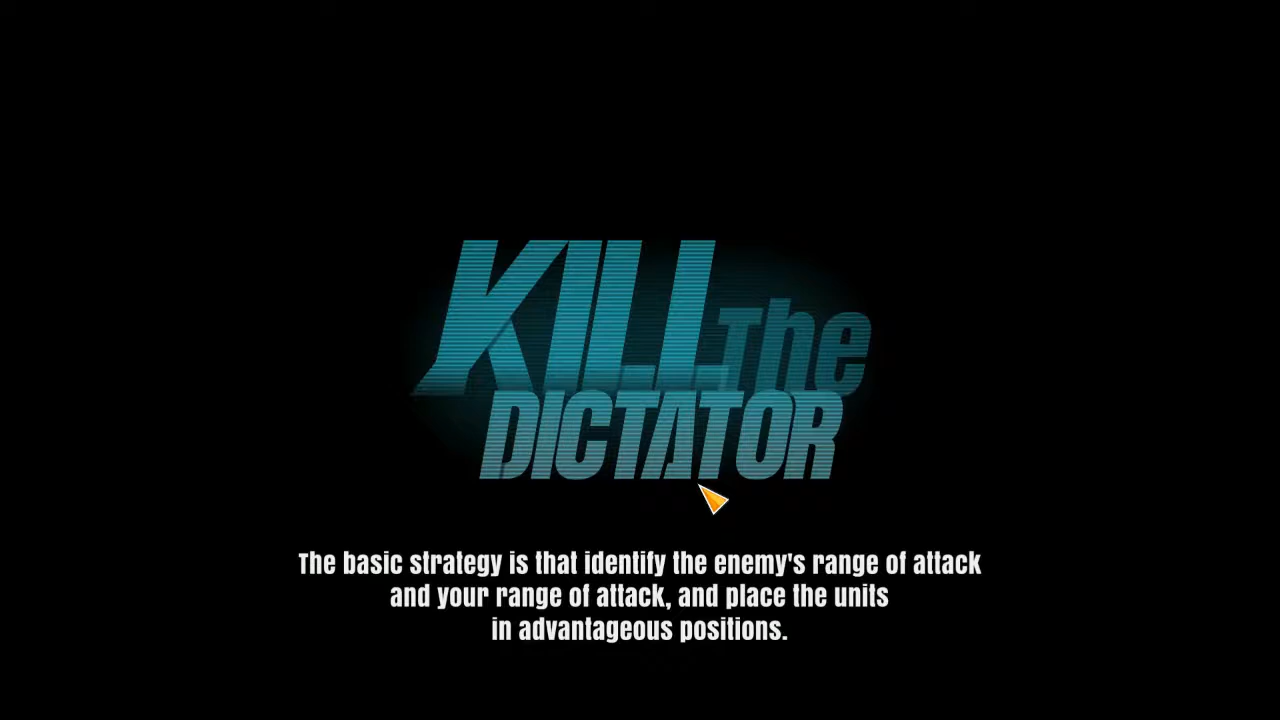 KILL The
DICTATOR
The basic strategy is that identify the enemy's range of attack
and your range of attack, and place the units
in advantageous positions.